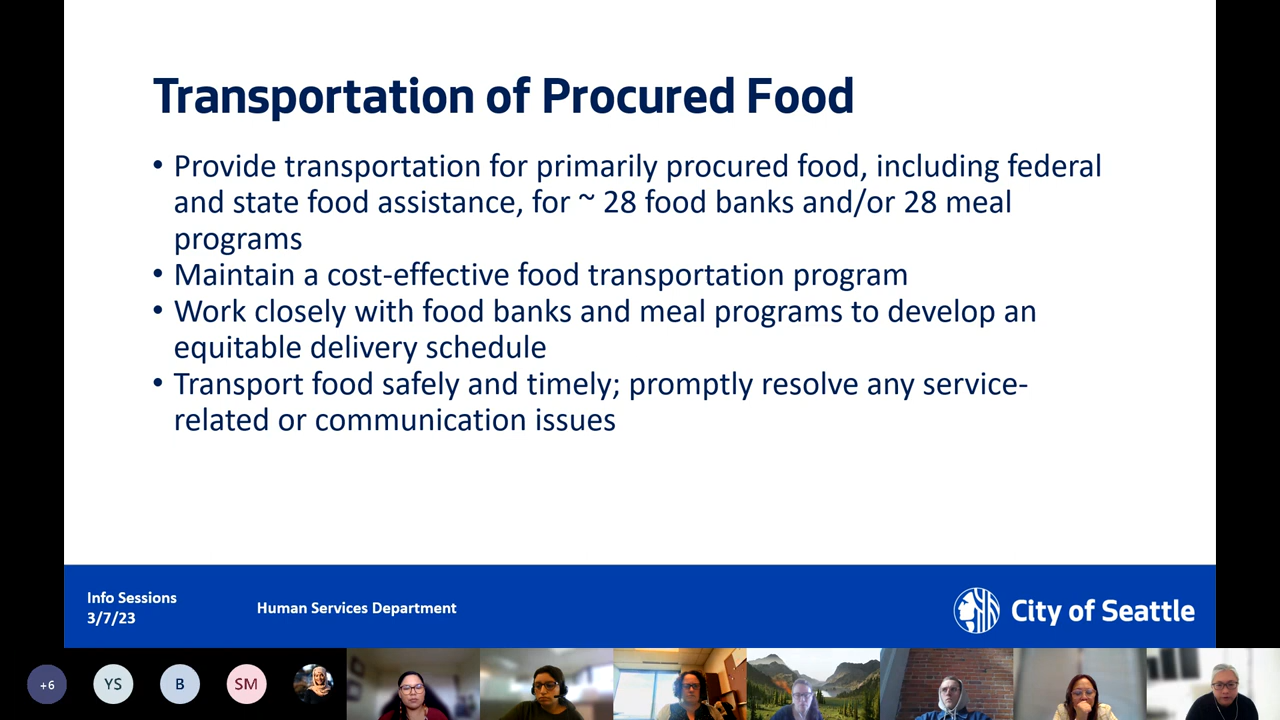 Transportation of Procured Food
• Provide transportation for primarily procured food, including federal
and state food assistance, for ~ 28 food banks and/or 28 meal
programs
• Maintain a cost-effective food transportation program
• Work closely with food banks and meal programs to develop an
equitable delivery schedule
• Transport food safely and timely; promptly resolve any service-
related or communication issues
Info Sessions
3/7/23
Human Services Department
City of Seattle
+6
YS
B
SM